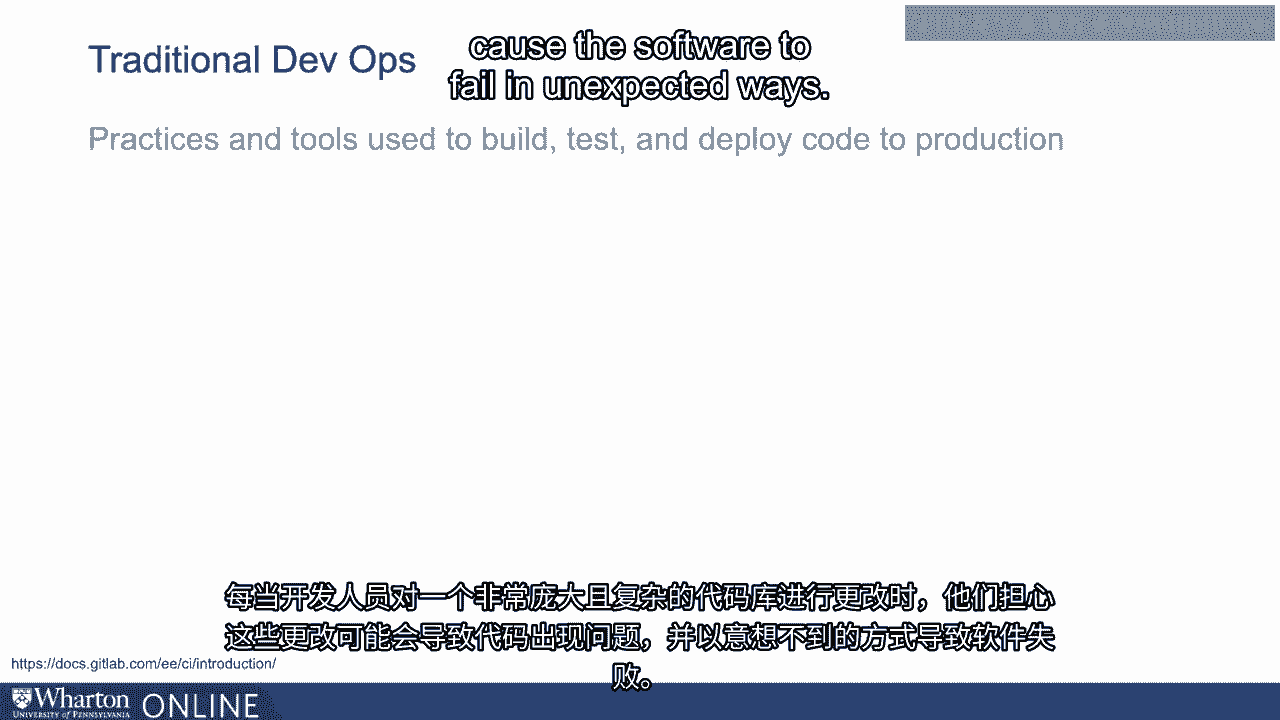 Traditional Dev Ops
cause the software to
fail in unexpected ways.
Practices and tools used to build, test, and deploy code to production
每当开发人员对一个非常庞大且复杂的代码库进行更改时，他们担心
这些更改可能会导致代码出现问题，并以意想不到的方式导致软件失
败。
https://docs.gitlab.com/ee/ci/introduction/
Wharton ONLINE
UNIVERSITY of PENNSYLVANIA